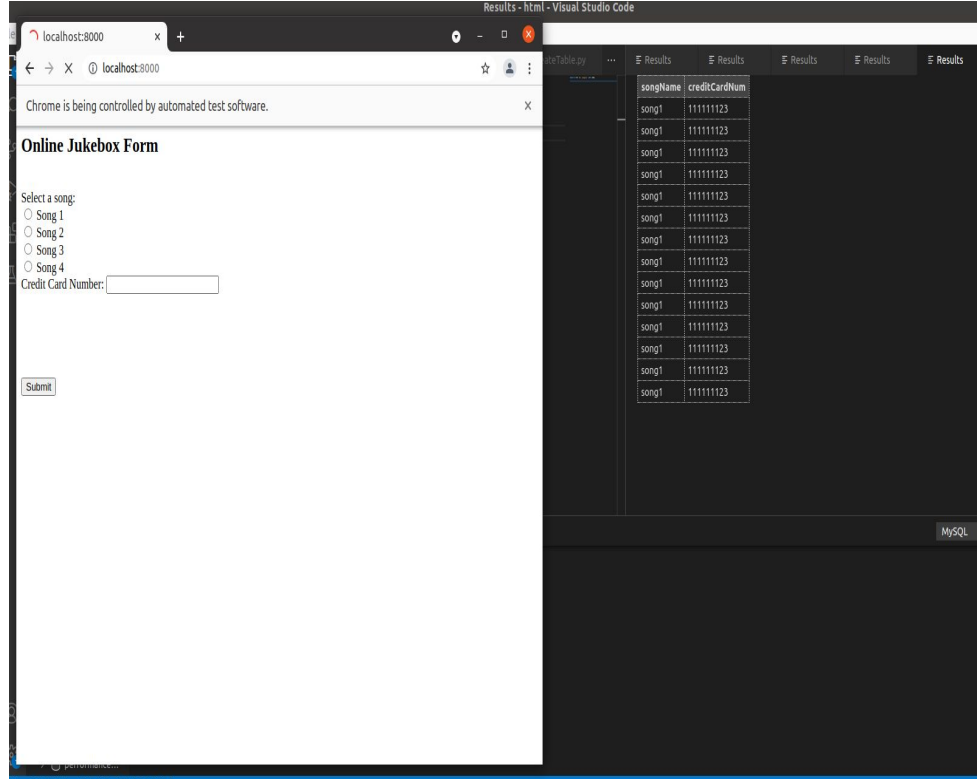 Results - html - Visual Studio Code
localhost:8000
localhost:8000
Chrome is being controlled by automated test software.
Online Jukebox Form
Select a song:
Song 1
Song 2
Song 3
Song 4
Credit Card Number:
Submit
ateTable.py ... Results Results Results Results Results
songName creditCardNum
song1 111111123
song1 111111123
song1 111111123
song1 111111123
song1 111111123
song1 111111123
song1 111111123
song1 111111123
song1 111111123
song1 111111123
song1 111111123
song1 111111123
song1 111111123
song1 111111123
MySQL
performance...